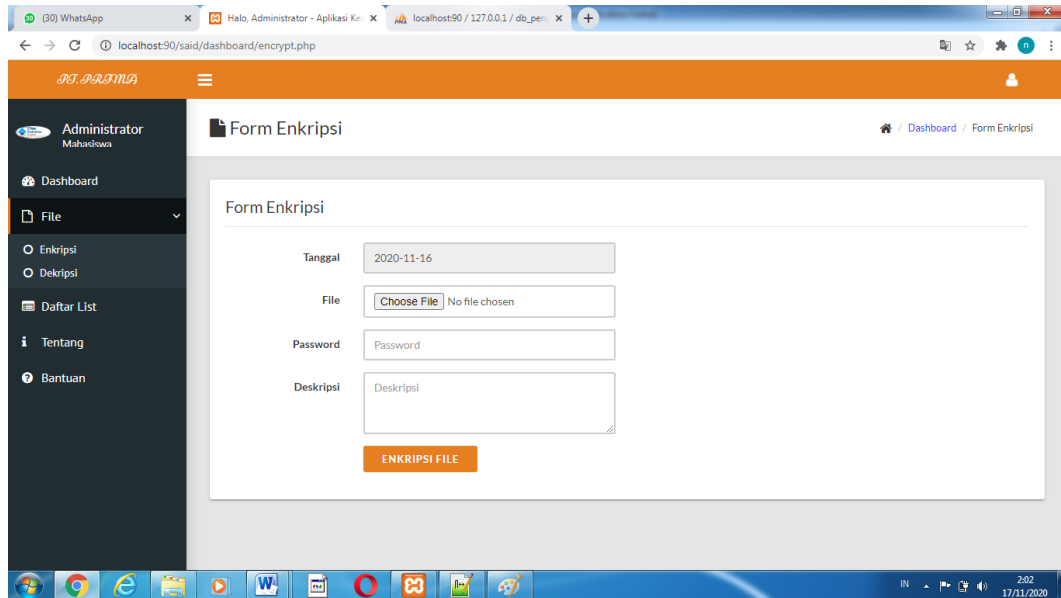 (30) WhatsApp
Halo, Administrator - Aplikasi Ke
localhost:90 / 127.0.0.1 / db_peru
localhost:90/said/dashboard/encrypt.php
n
PT. PRIMA
Administrator
Mahasiswa
Form Enkripsi
/ Dashboard / Form Enkripsi
Dashboard
File
Enkripsi
Dekripsi
Daftar List
Tentang
Bantuan
Form Enkripsi
Tanggal 2020-11-16
File Choose File No file chosen
Password Password
Deskripsi Deskripsi
ENKRIPSI FILE
IN
2:02
17/11/2020